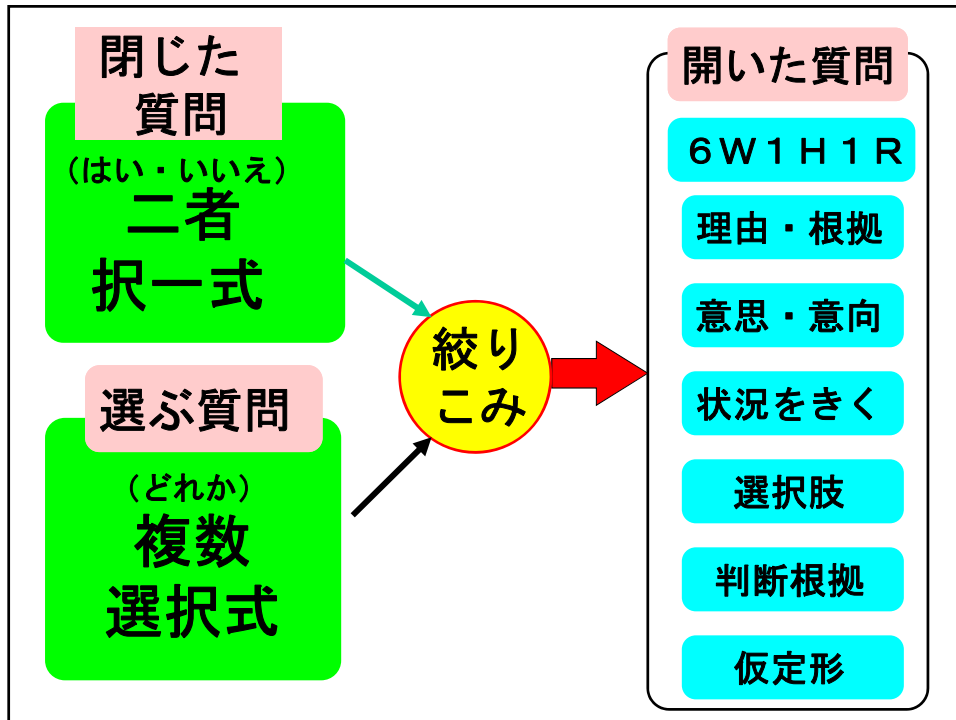 閉じた
質問
（はい・いいえ）
二者
択一式
選ぶ質問
（どれか）
複数
選択式
絞り
こみ
開いた質問
６Ｗ１Ｈ１Ｒ
理由・根拠
意思・意向
状況をきく
選択肢
判断根拠
仮定形